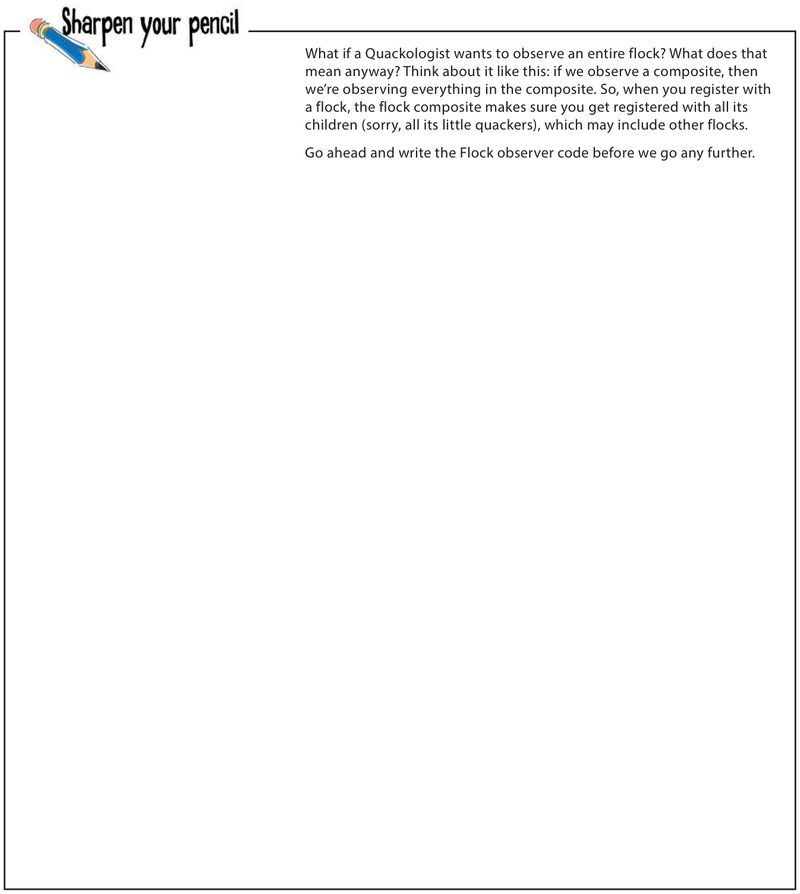 Sharpen your pencil
What if a Quackologist wants to observe an entire flock? What does that
mean anyway? Think about it like this: if we observe a composite, then
we’re observing everything in the composite. So, when you register with
a flock, the flock composite makes sure you get registered with all its
children (sorry, all its little quackers), which may include other flocks.
Go ahead and write the Flock observer code before we go any further.